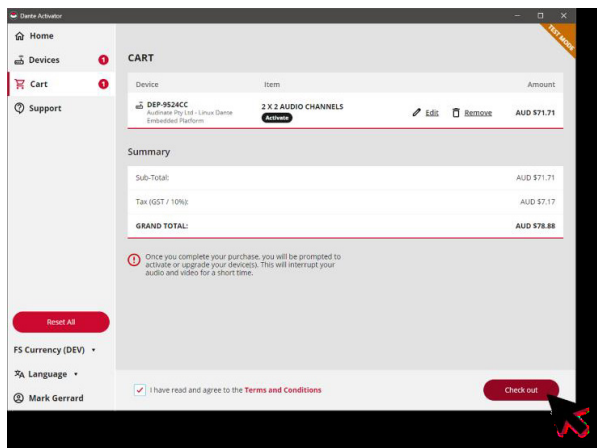 Dante Activator
TEST MODE
Home
Devices 1
Cart 1
Support
CART
Device Item Amount
DEP-9524CC 2 X 2 AUDIO CHANNELS Edit Remove AUD $71.71
Audinate Pty Ltd - Linux Dante Activate
Embedded Platform
Summary
Sub-Total: AUD $71.71
Tax (GST / 10%): AUD $7.17
GRAND TOTAL: AUD $78.88
Once you complete your purchase, you will be prompted to
activate or upgrade your device(s). This will interrupt your
audio and video for a short time.
Reset All
FS Currency (DEV)
Language
Mark Gerrard
I have read and agree to the Terms and Conditions
Check out